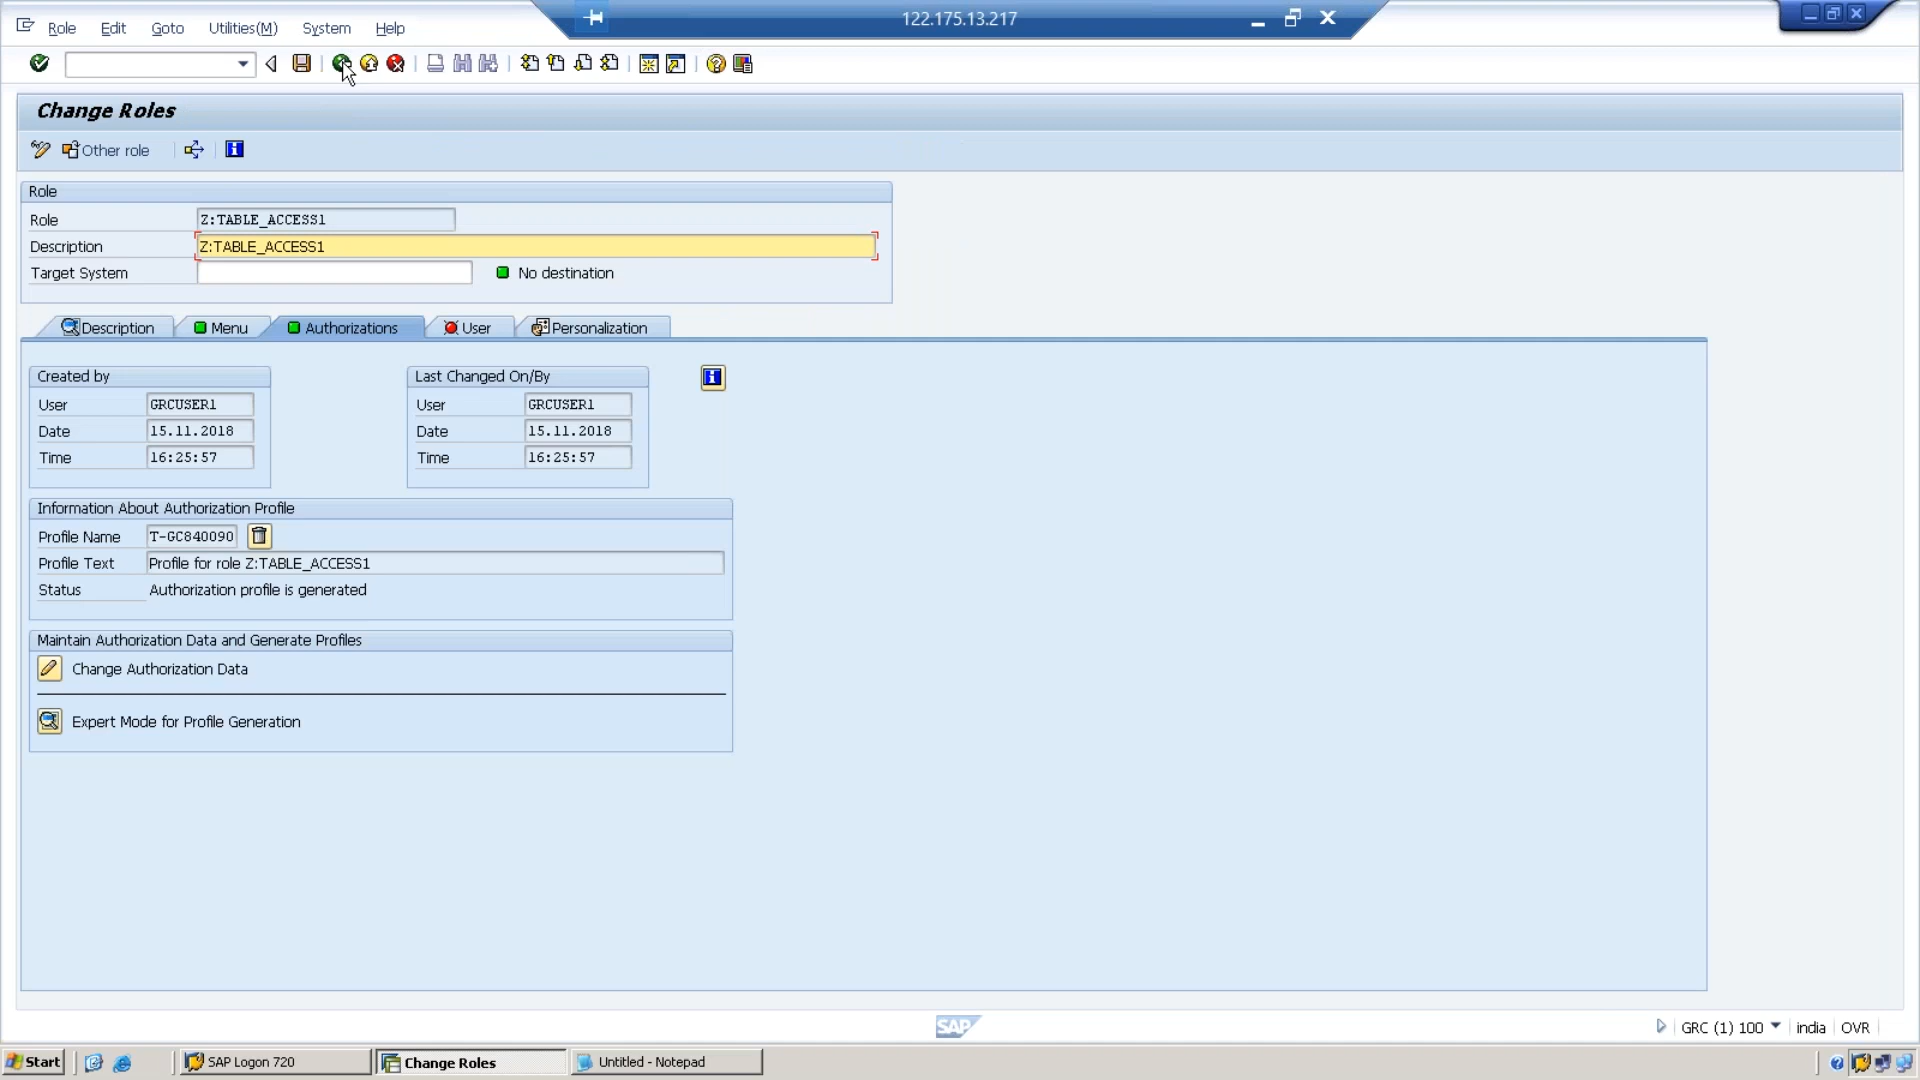 122.175.13.217
Role Edit Goto Utilities(M) System Help
Change Roles
Other role
Role
Role Z:TABLE_ACCESS1
Description Z:TABLE_ACCESS1
Target System No destination
Description Menu Authorizations User Personalization
Created by Last Changed On/By
User GRCUSER1 User GRCUSER1
Date 15.11.2018 Date 15.11.2018
Time 16:25:57 Time 16:25:57
Information About Authorization Profile
Profile Name T-GC840090
Profile Text Profile for role Z:TABLE_ACCESS1
Status Authorization profile is generated
Maintain Authorization Data and Generate Profiles
Change Authorization Data
Expert Mode for Profile Generation
SAP GRC (1) 100 india OVR
Start SAP Logon 720 Change Roles Untitled - Notepad